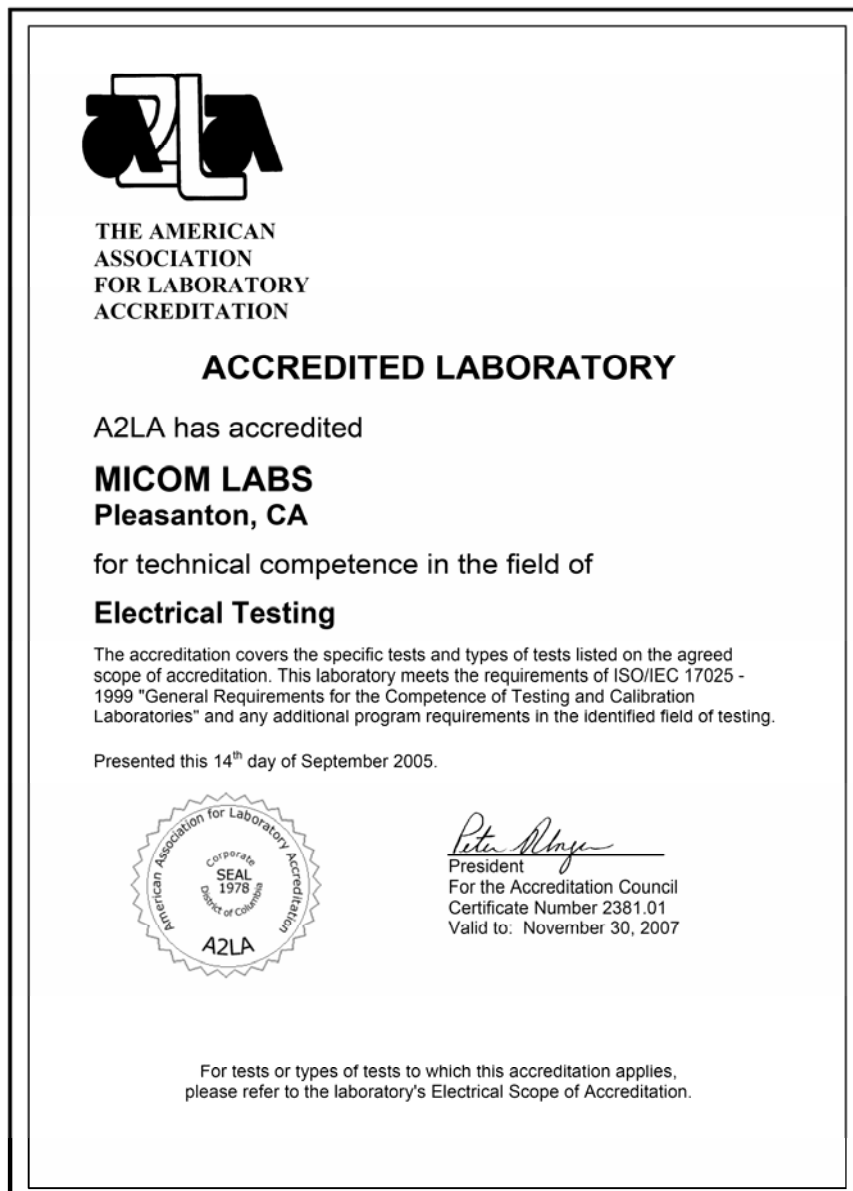 A2LA
THE AMERICAN
ASSOCIATION
FOR LABORATORY
ACCREDITATION
ACCREDITED LABORATORY
A2LA has accredited
MICOM LABS
Pleasanton, CA
for technical competence in the field of
Electrical Testing
The accreditation covers the specific tests and types of tests listed on the agreed
scope of accreditation. This laboratory meets the requirements of ISO/IEC 17025 -
1999 "General Requirements for the Competence of Testing and Calibration
Laboratories" and any additional program requirements in the identified field of testing.
Presented this 14th day of September 2005.
American Association for Laboratory Accreditation
Corporate
SEAL
1978
District of Columbia
A2LA
Peter
President
For the Accreditation Council
Certificate Number 2381.01
Valid to: November 30, 2007
For tests or types of tests to which this accreditation applies,
please refer to the laboratory's Electrical Scope of Accreditation.